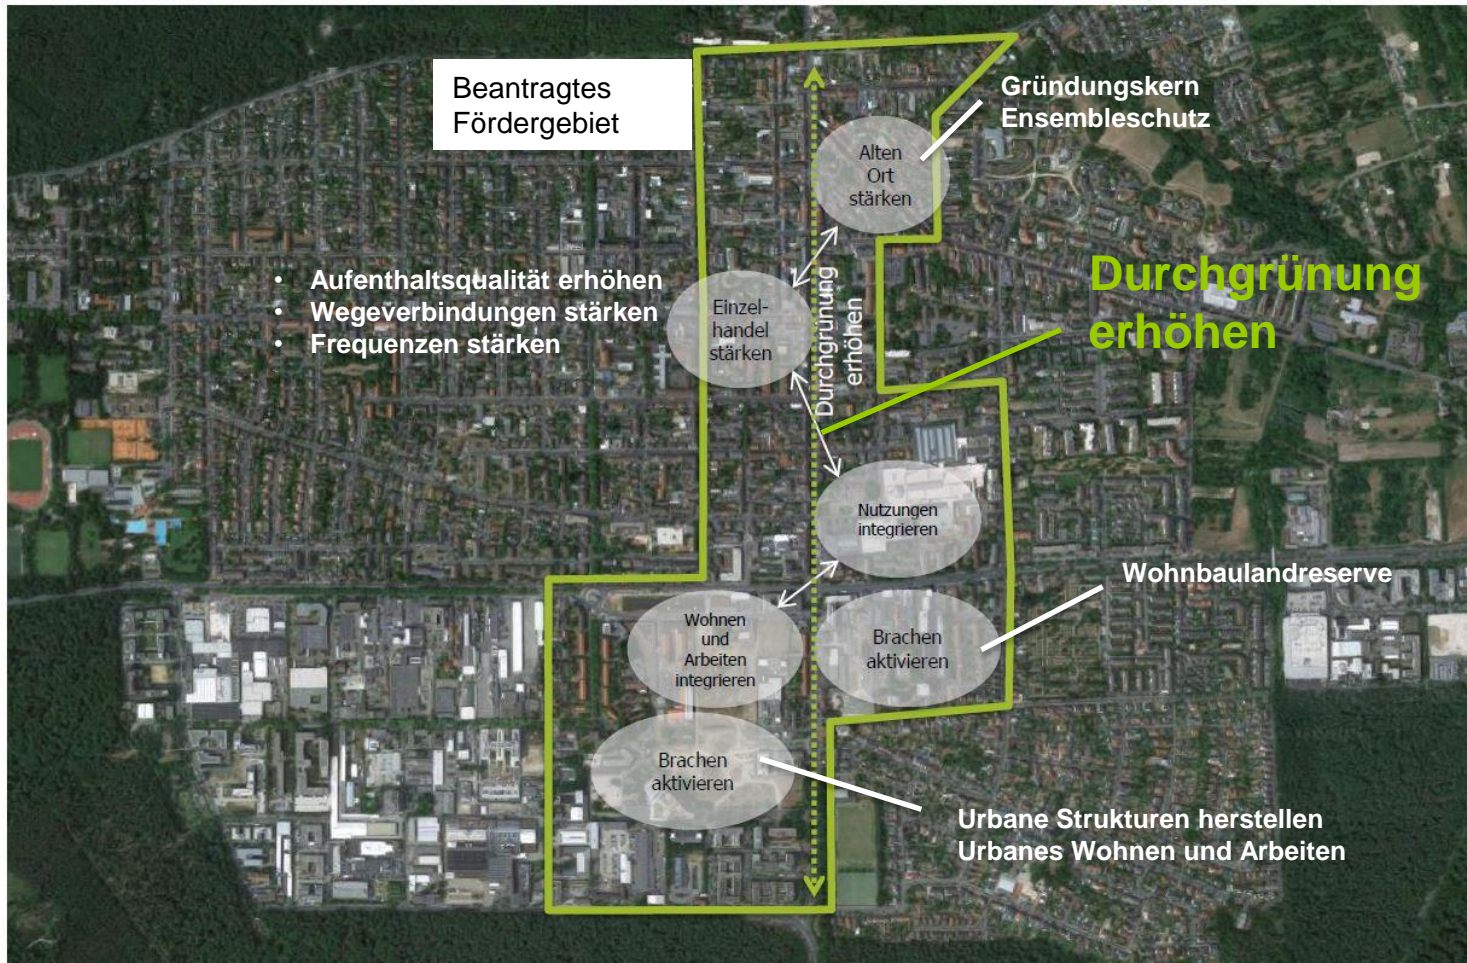 Beantragtes
Fördergebiet
Gründungskern
Ensembleschutz
Alten
Ort
stärken
• Aufenthaltsqualität erhöhen
• Wegeverbindungen stärken
• Frequenzen stärken
Einzel-
handel
stärken
Durchgrünung
erhöhen
Durchgrünung
erhöhen
Nutzungen
integrieren
Wohnbaulandreserve
Wohnen
und
Arbeiten
integrieren
Brachen
aktivieren
Brachen
aktivieren
Urbane Strukturen herstellen
Urbanes Wohnen und Arbeiten